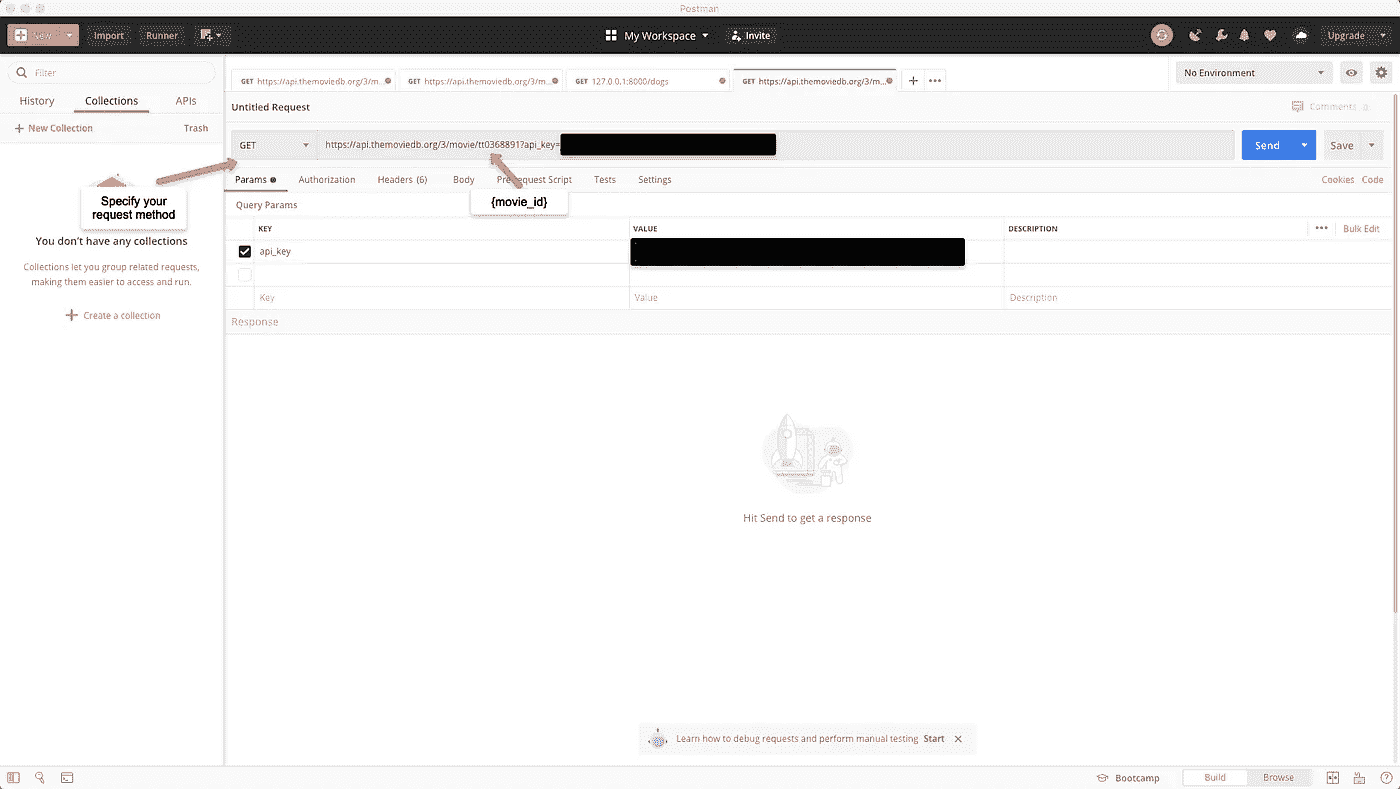 Postman
New
Import
Runner
My Workspace
Invite
Upgrade
Filter
GET https://api.themoviedb.org/3/m...
GET https://api.themoviedb.org/3/m...
GET 127.0.0.1:8000/dogs
GET https://api.themoviedb.org/3/m...
No Environment
History
Collections
APIs
Untitled Request
Comments 0
New Collection
Trash
GET
https://api.themoviedb.org/3/movie/tt0368891?api_key=
Send
Save
Params
Authorization
Headers (6)
Body
Pre-request Script
Tests
Settings
Cookies
Code
Specify your
request method
{movie_id}
Query Params
KEY
VALUE
DESCRIPTION
Bulk Edit
api_key
Key
Value
Description
You don't have any collections
Collections let you group related requests,
making them easier to access and run.
Create a collection
Response
Hit Send to get a response
Learn how to debug requests and perform manual testing Start
Bootcamp
Build
Browse